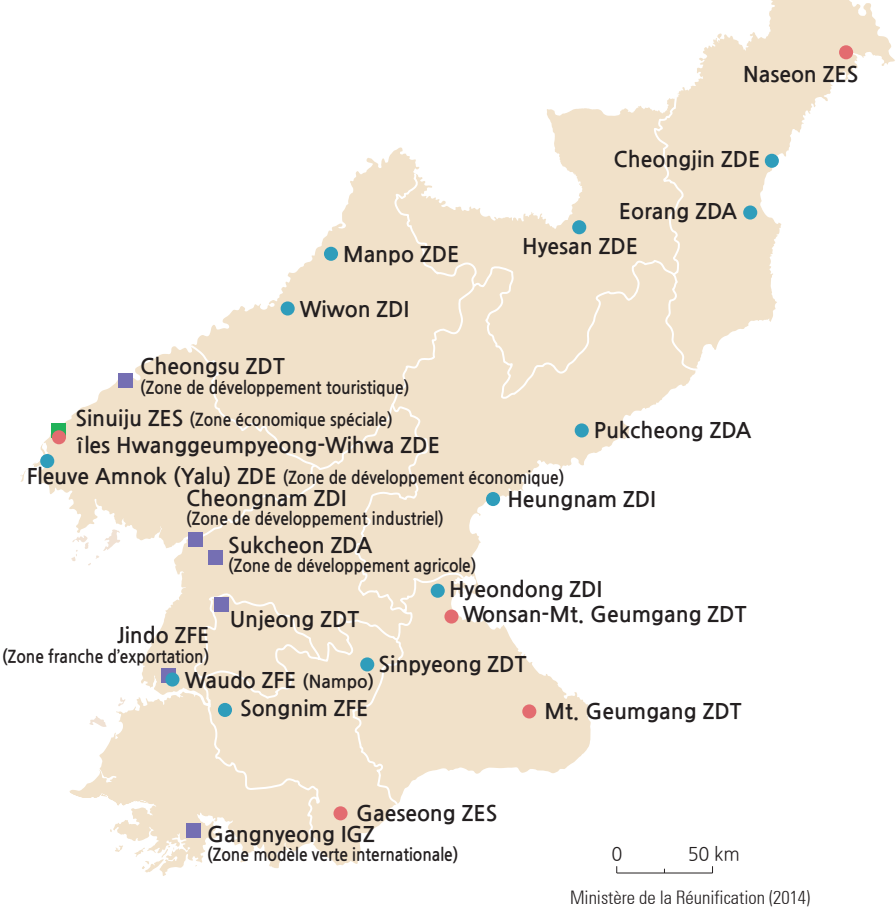 Naseon ZES
Cheongjin ZDE
Eorang ZDA
Hyesan ZDE
Manpo ZDE
Wiwon ZDI
Cheongsu ZDT
(Zone de développement touristique)
Sinuiju ZES (Zone économique spéciale)
îles Hwanggeumpyeong-Wihwa ZDE
Pukcheong ZDA
Fleuve Amnok (Yalu) ZDE (Zone de développement économique)
Cheongnam ZDI
(Zone de développement industriel)
Heungnam ZDI
Sukcheon ZDA
(Zone de développement agricole)
Hyeondong ZDI
Wonsan-Mt. Geumgang ZDT
Unjeong ZDT
Jindo ZFE
(Zone franche d'exportation)
Sinpyeong ZDT
Waudo ZFE (Nampo)
Songnim ZFE
Mt. Geumgang ZDT
Gaeseong ZES
Gangnyeong IGZ
(Zone modèle verte internationale)
0 50 km
Ministère de la Réunification (2014)